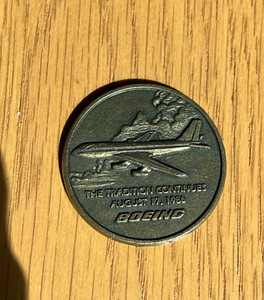 THE TRADITION CONTINUES
AUGUST 17, 1986
BOEING